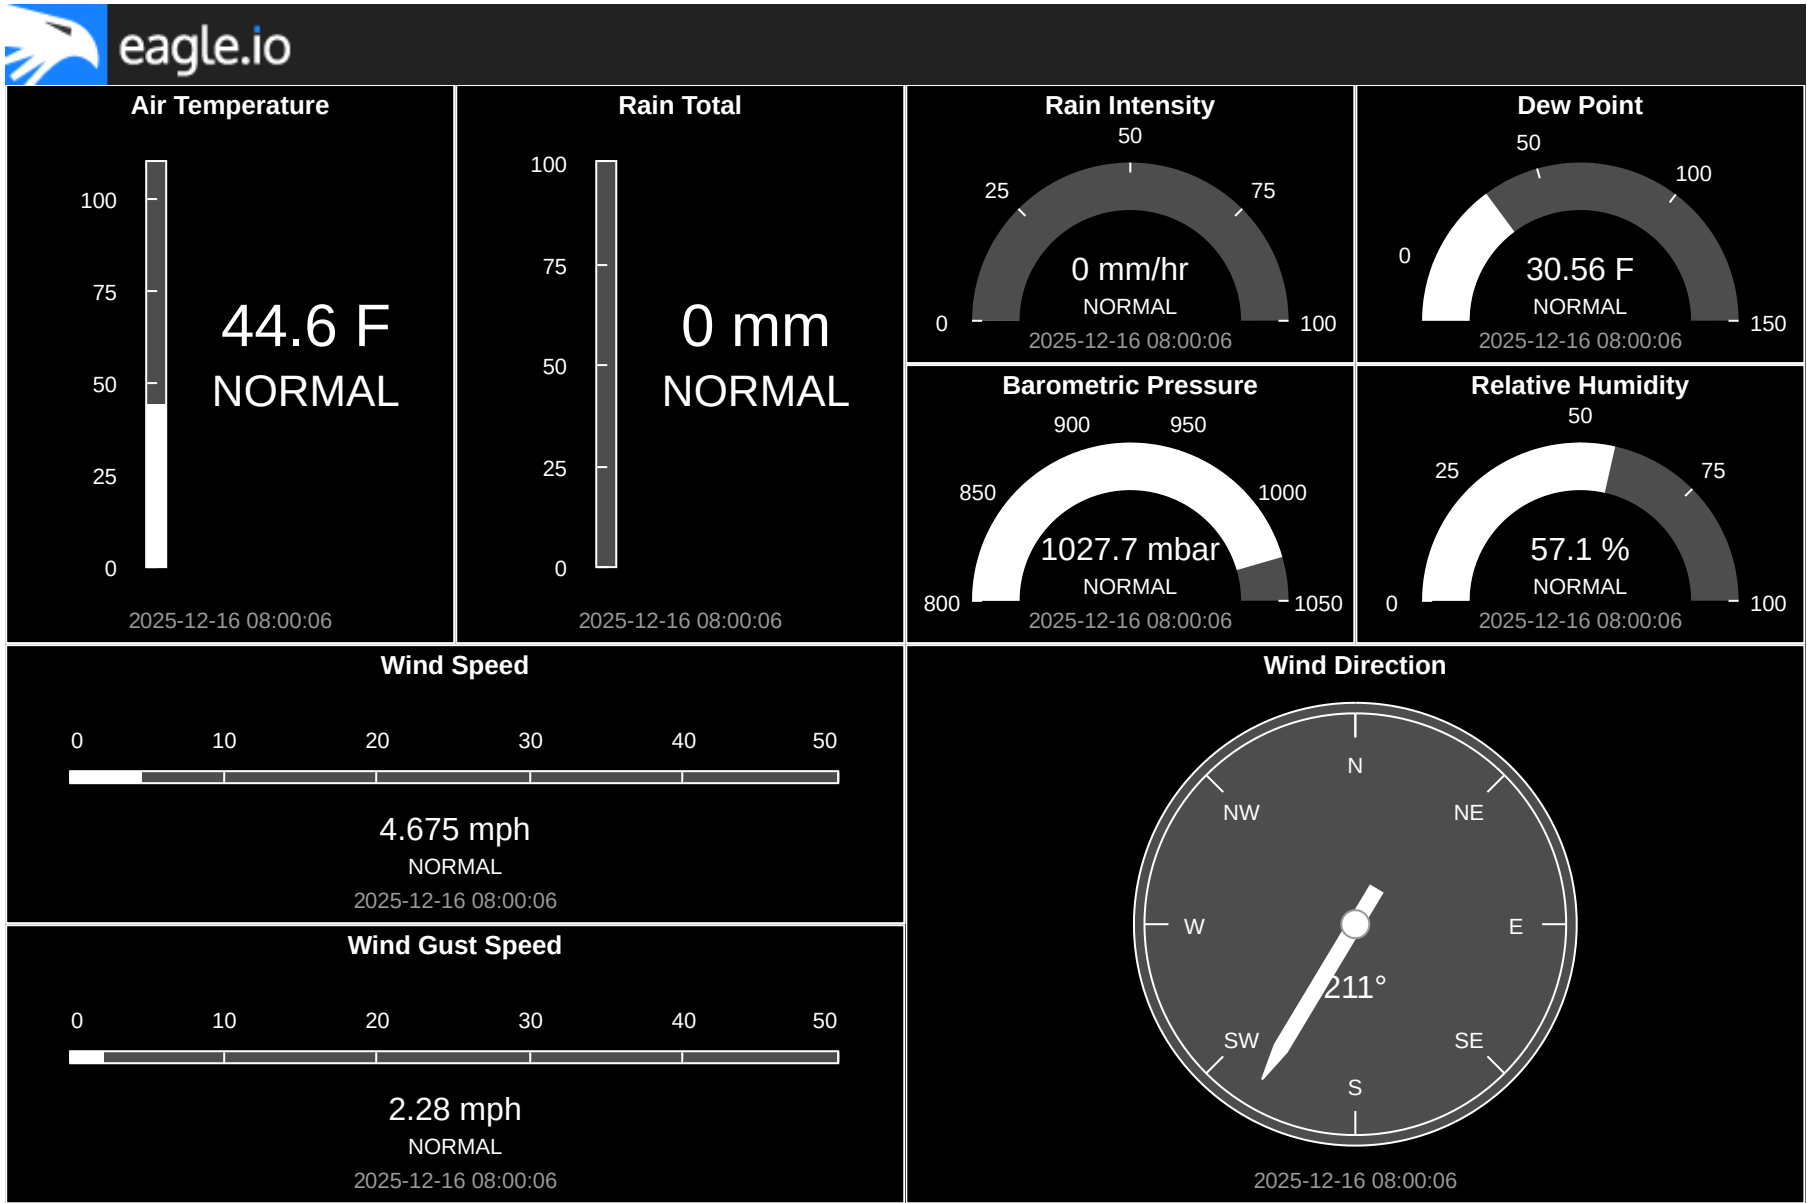 eagle.io
Air Temperature
100
75
50
25
0
44.6 F
NORMAL
2025-12-16 08:00:06
Rain Total
100
75
50
25
0
0 mm
NORMAL
2025-12-16 08:00:06
Rain Intensity
50
25
75
0
100
0 mm/hr
NORMAL
2025-12-16 08:00:06
Dew Point
50
100
0
150
30.56 F
NORMAL
2025-12-16 08:00:06
Barometric Pressure
900
950
850
1000
800
1050
1027.7 mbar
NORMAL
2025-12-16 08:00:06
Relative Humidity
50
25
75
0
100
57.1 %
NORMAL
2025-12-16 08:00:06
Wind Speed
0 10 20 30 40 50
4.675 mph
NORMAL
2025-12-16 08:00:06
Wind Gust Speed
0 10 20 30 40 50
2.28 mph
NORMAL
2025-12-16 08:00:06
Wind Direction
N
NW NE
W E
211°
SW SE
S
2025-12-16 08:00:06